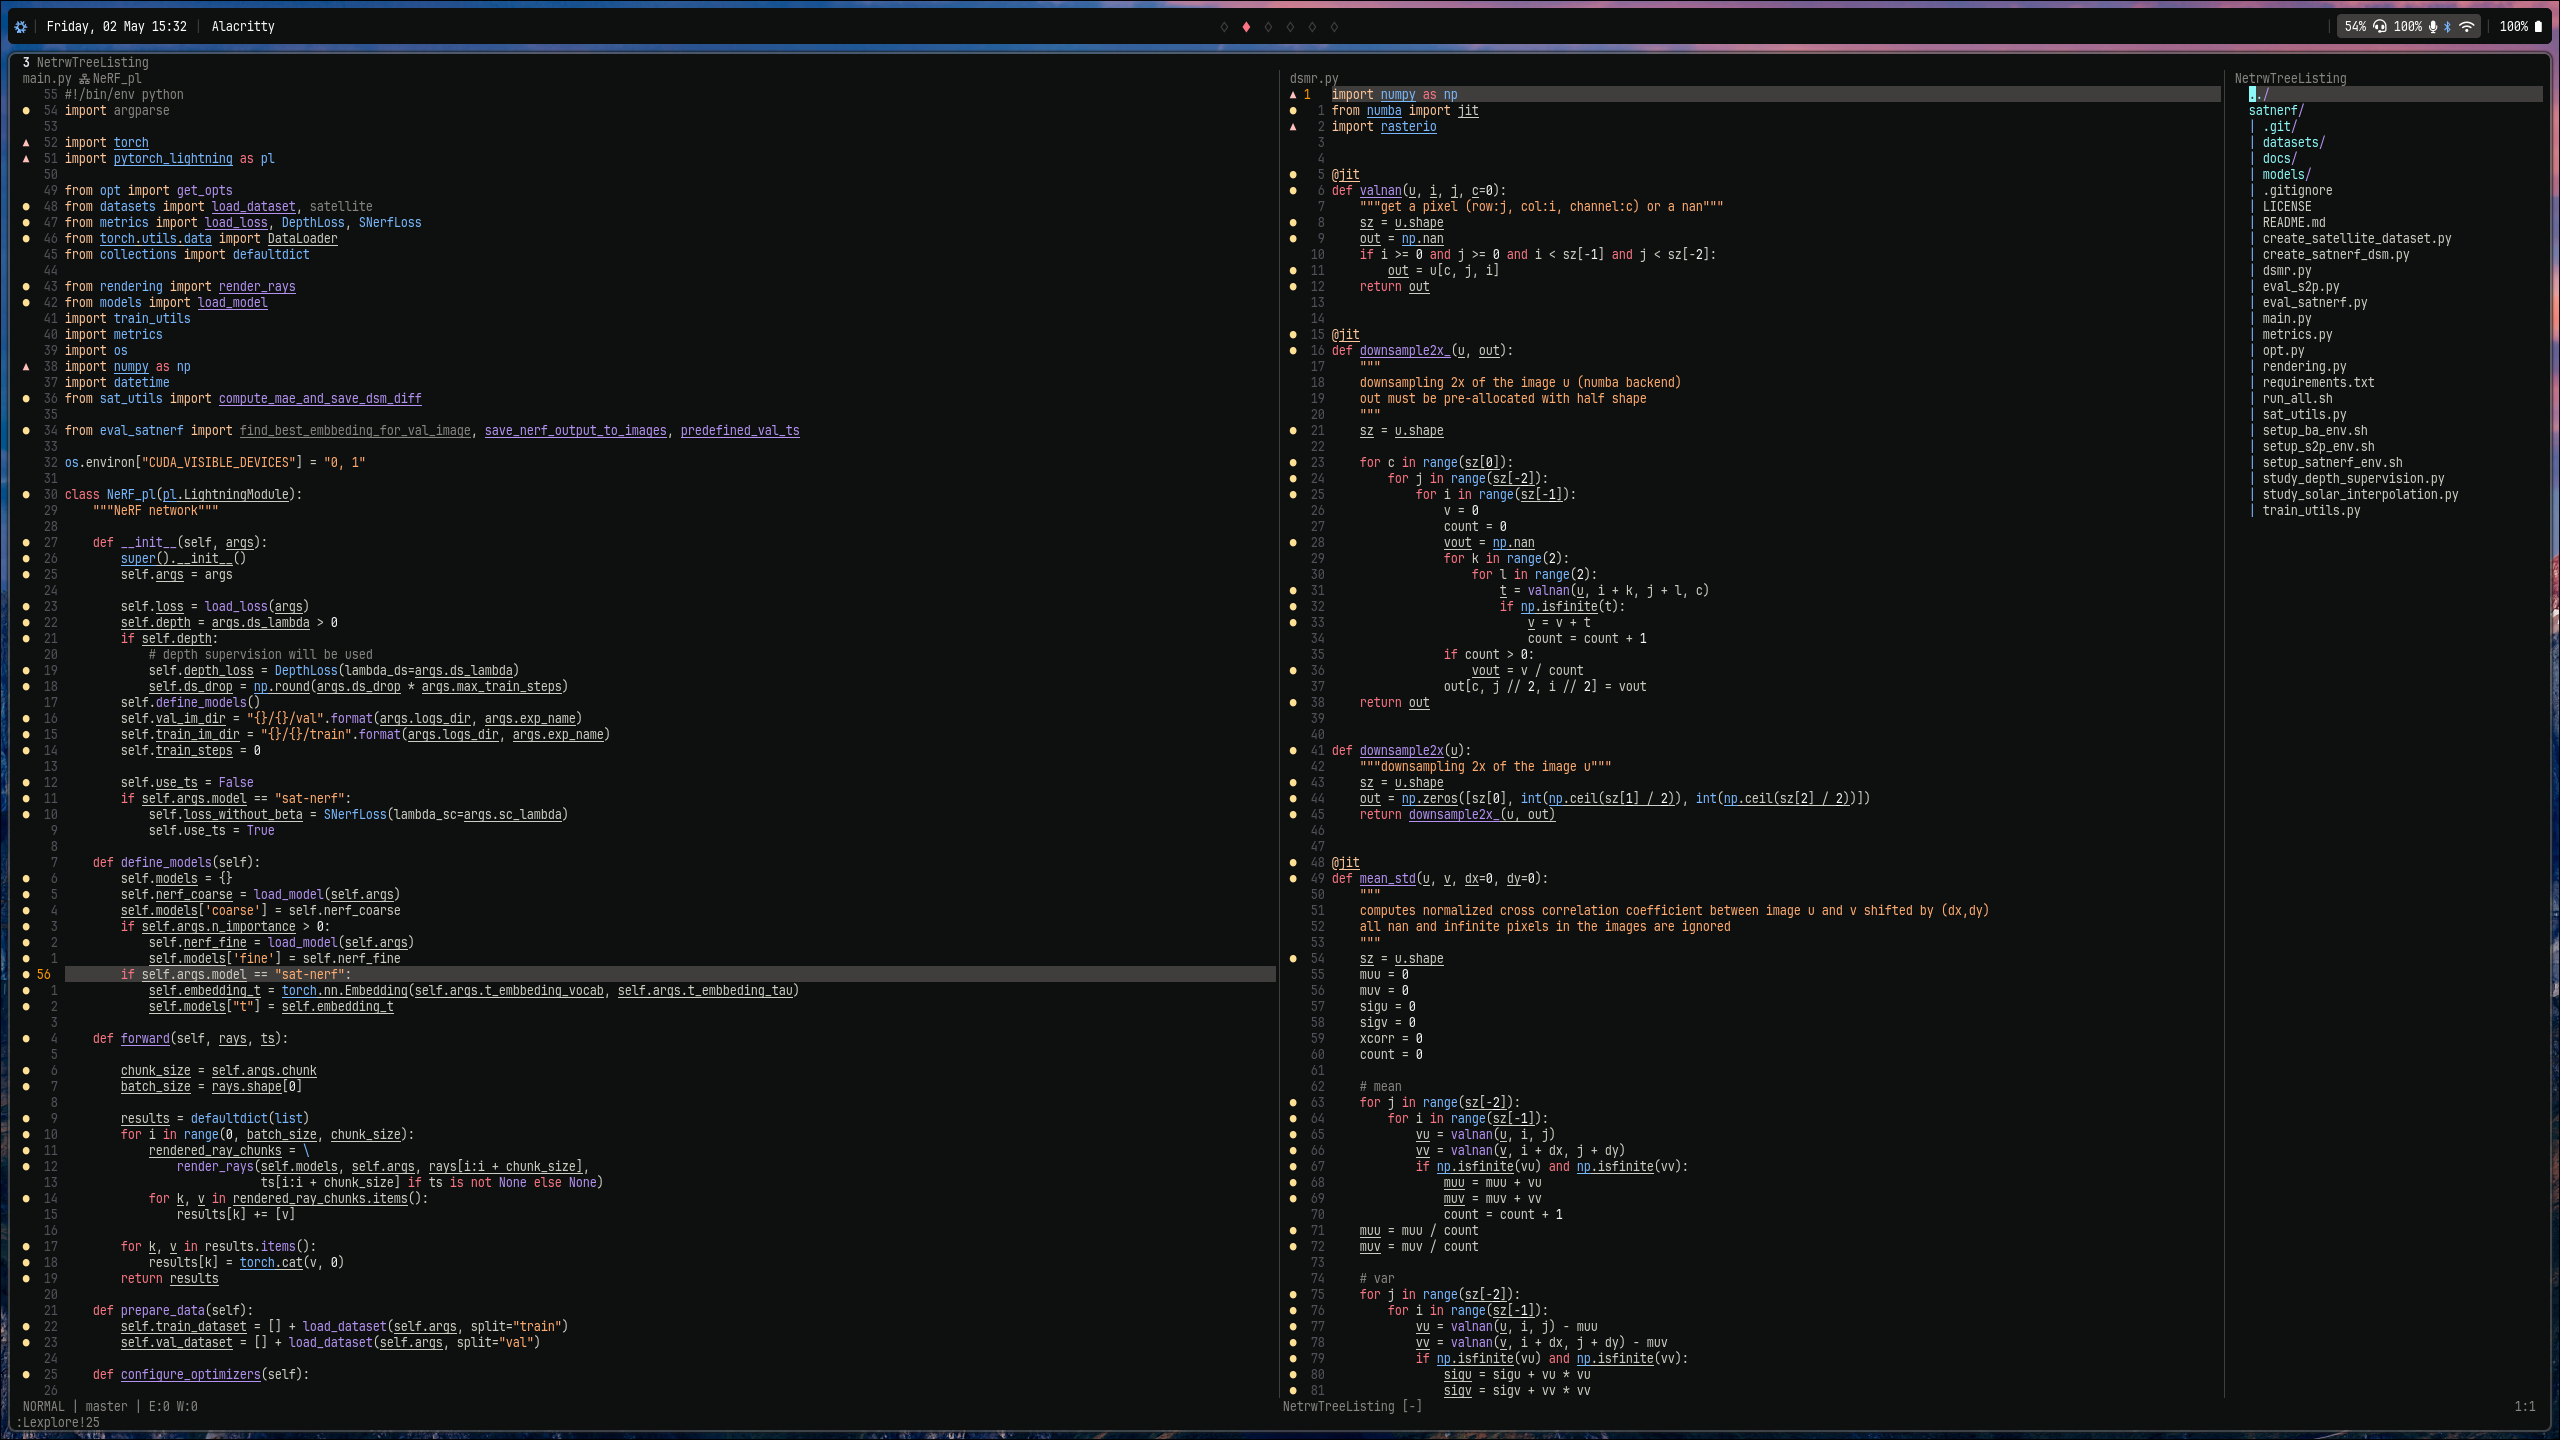 Friday, 02 May 15:32 | Alacritty
54% 100% 100%
3 NetrwTreeListing
main.py NeRF_pl
55 #!/bin/env python
54 import argparse
53
52 import torch
51 import pytorch_lightning as pl
50
49 from opt import get_opts
48 from datasets import load_dataset, satellite
47 from metrics import load_loss, DepthLoss, SNerfLoss
46 from torch.utils.data import DataLoader
45 from collections import defaultdict
44
43 from rendering import render_rays
42 from models import load_model
41 import train_utils
40 import metrics
39 import os
38 import numpy as np
37 import datetime
36 from sat_utils import compute_mae_and_save_dsm_diff
35
34 from eval_satnerf import find_best_embbeding_for_val_image, save_nerf_output_to_images, predefined_val_ts
33
32 os.environ["CUDA_VISIBLE_DEVICES"] = "0, 1"
31
30 class NeRF_pl(pl.LightningModule):
29     """NeRF network"""
28
27     def __init__(self, args):
26         super().__init__()
25         self.args = args
24
23         self.loss = load_loss(args)
22         self.depth = args.ds_lambda > 0
21         if self.depth:
20             # depth supervision will be used
19             self.depth_loss = DepthLoss(lambda_ds=args.ds_lambda)
18             self.ds_drop = np.round(args.ds_drop * args.max_train_steps)
17         self.define_models()
16         self.val_im_dir = "{}/{}/val".format(args.logs_dir, args.exp_name)
15         self.train_im_dir = "{}/{}/train".format(args.logs_dir, args.exp_name)
14         self.train_steps = 0
13
12         self.use_ts = False
11         if self.args.model == "sat-nerf":
10             self.loss_without_beta = SNerfLoss(lambda_sc=args.sc_lambda)
9             self.use_ts = True
8
7     def define_models(self):
6         self.models = {}
5         self.nerf_coarse = load_model(self.args)
4         self.models['coarse'] = self.nerf_coarse
3         if self.args.n_importance > 0:
2             self.nerf_fine = load_model(self.args)
1             self.models['fine'] = self.nerf_fine
56         if self.args.model == "sat-nerf":
1             self.embedding_t = torch.nn.Embedding(self.args.t_embbeding_vocab, self.args.t_embbeding_tau)
2             self.models["t"] = self.embedding_t
3
4     def forward(self, rays, ts):
5
6         chunk_size = self.args.chunk
7         batch_size = rays.shape[0]
8
9         results = defaultdict(list)
10         for i in range(0, batch_size, chunk_size):
11             rendered_ray_chunks = \
12                 render_rays(self.models, self.args, rays[i:i + chunk_size],
13                             ts[i:i + chunk_size] if ts is not None else None)
14             for k, v in rendered_ray_chunks.items():
15                 results[k] += [v]
16
17         for k, v in results.items():
18             results[k] = torch.cat(v, 0)
19         return results
20
21     def prepare_data(self):
22         self.train_dataset = [] + load_dataset(self.args, split="train")
23         self.val_dataset = [] + load_dataset(self.args, split="val")
24
25     def configure_optimizers(self):
26
NORMAL | master | E:0 W:0
:Lexplore!25
dsmr.py
1 import numpy as np
1 from numba import jit
2 import rasterio
3
4
5 @jit
6 def valnan(u, i, j, c=0):
7     """get a pixel (row:j, col:i, channel:c) or a nan"""
8     sz = u.shape
9     out = np.nan
10     if i >= 0 and j >= 0 and i < sz[-1] and j < sz[-2]:
11         out = u[c, j, i]
12     return out
13
14
15 @jit
16 def downsample2x_(u, out):
17     """
18     downsampling 2x of the image u (numba backend)
19     out must be pre-allocated with half shape
20     """
21     sz = u.shape
22
23     for c in range(sz[0]):
24         for j in range(sz[-2]):
25             for i in range(sz[-1]):
26                 v = 0
27                 count = 0
28                 vout = np.nan
29                 for k in range(2):
30                     for l in range(2):
31                         t = valnan(u, i + k, j + l, c)
32                         if np.isfinite(t):
33                             v = v + t
34                             count = count + 1
35                 if count > 0:
36                     vout = v / count
37                 out[c, j // 2, i // 2] = vout
38     return out
39
40
41 def downsample2x(u):
42     """downsampling 2x of the image u"""
43     sz = u.shape
44     out = np.zeros([sz[0], int(np.ceil(sz[1] / 2)), int(np.ceil(sz[2] / 2))])
45     return downsample2x_(u, out)
46
47
48 @jit
49 def mean_std(u, v, dx=0, dy=0):
50     """
51     computes normalized cross correlation coefficient between image u and v shifted by (dx,dy)
52     all nan and infinite pixels in the images are ignored
53     """
54     sz = u.shape
55     muu = 0
56     muv = 0
57     sigu = 0
58     sigv = 0
59     xcorr = 0
60     count = 0
61
62     # mean
63     for j in range(sz[-2]):
64         for i in range(sz[-1]):
65             vu = valnan(u, i, j)
66             vv = valnan(v, i + dx, j + dy)
67             if np.isfinite(vu) and np.isfinite(vv):
68                 muu = muu + vu
69                 muv = muv + vv
70                 count = count + 1
71     muu = muu / count
72     muv = muv / count
73
74     # var
75     for j in range(sz[-2]):
76         for i in range(sz[-1]):
77             vu = valnan(u, i, j) - muu
78             vv = valnan(v, i + dx, j + dy) - muv
79             if np.isfinite(vu) and np.isfinite(vv):
80                 sigu = sigu + vu * vu
81                 sigv = sigv + vv * vv
NetrwTreeListing [-] 1:1
NetrwTreeListing
../
satnerf/
| .git/
| datasets/
| docs/
| models/
| .gitignore
| LICENSE
| README.md
| create_satellite_dataset.py
| create_satnerf_dsm.py
| dsmr.py
| eval_s2p.py
| eval_satnerf.py
| main.py
| metrics.py
| opt.py
| rendering.py
| requirements.txt
| run_all.sh
| sat_utils.py
| setup_ba_env.sh
| setup_s2p_env.sh
| setup_satnerf_env.sh
| study_depth_supervision.py
| study_solar_interpolation.py
| train_utils.py